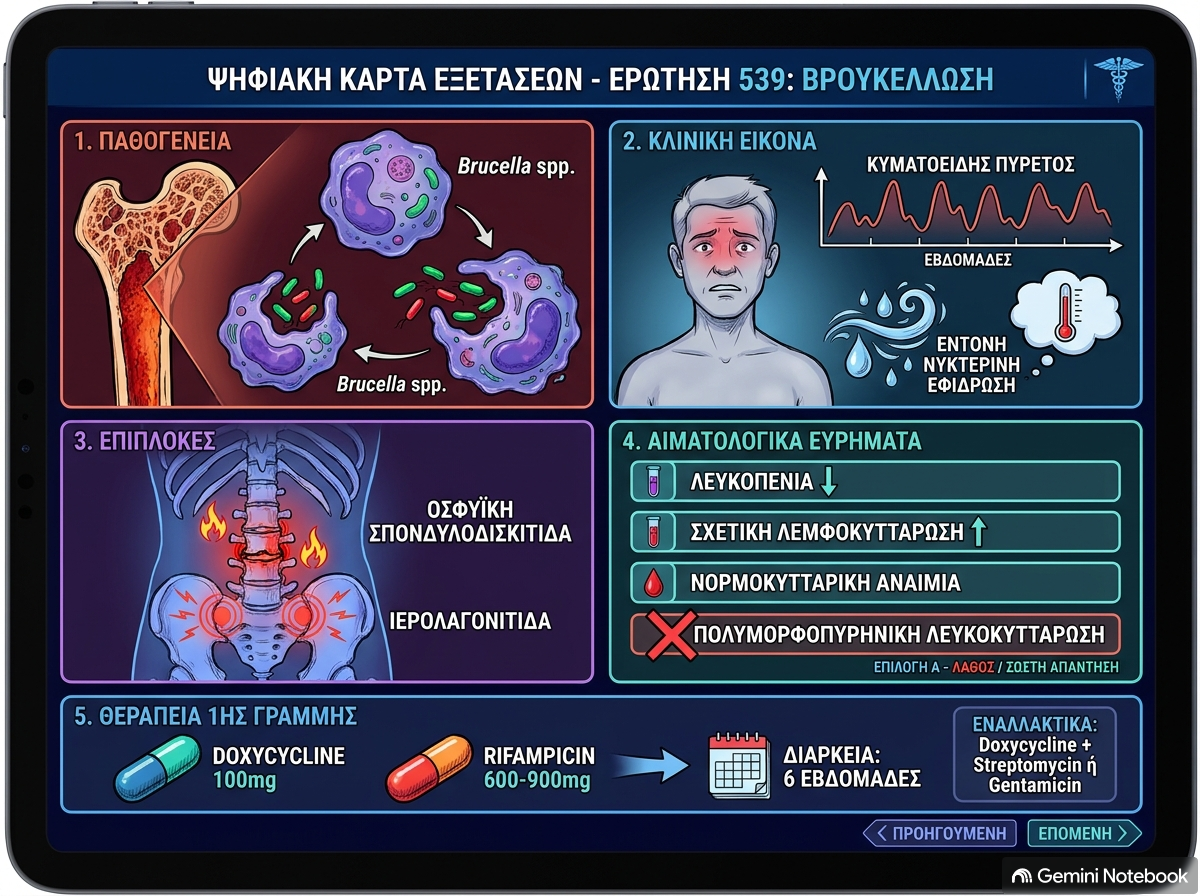 ΨΗΦΙΑΚΗ ΚΑΡΤΑ ΕΞΕΤΑΣΕΩΝ - ΕΡΩΤΗΣΗ 539: ΒΡΟΥΚΕΛΛΩΣΗ
1. ΠΑΘΟΓΕΝΕΙΑ
Brucella spp.
Brucella spp.
2. ΚΛΙΝΙΚΗ ΕΙΚΟΝΑ
ΚΥΜΑΤΟΕΙΔΗΣ ΠΥΡΕΤΟΣ
ΕΒΔΟΜΑΔΕΣ
ΕΝΤΟΝΗ
ΝΥΚΤΕΡΙΝΗ
ΕΦΙΔΡΩΣΗ
3. ΕΠΙΠΛΟΚΕΣ
ΟΣΦΥΪΚΗ
ΣΠΟΝΔΥΛΟΔΙΣΚΙΤΙΔΑ
ΙΕΡΟΛΑΓΟΝΙΤΙΔΑ
4. ΑΙΜΑΤΟΛΟΓΙΚΑ ΕΥΡΗΜΑΤΑ
ΛΕΥΚΟΠΕΝΙΑ ↓
ΣΧΕΤΙΚΗ ΛΕΜΦΟΚΥΤΤΑΡΩΣΗ ↑
ΝΟΡΜΟΚΥΤΤΑΡΙΚΗ ΑΝΑΙΜΙΑ
ΠΟΛΥΜΟΡΦΟΠΥΡΗΝΙΚΗ ΛΕΥΚΟΚΥΤΤΑΡΩΣΗ
ΕΠΙΛΟΓΗ Α - ΛΑΘΟΣ / ΣΩΣΤΗ ΑΠΑΝΤΗΣΗ
5. ΘΕΡΑΠΕΙΑ 1ΗΣ ΓΡΑΜΜΗΣ
DOXYCYCLINE
100mg
RIFAMPICIN
600-900mg
ΔΙΑΡΚΕΙΑ:
6 ΕΒΔΟΜΑΔΕΣ
ΕΝΑΛΛΑΚΤΙΚΑ:
Doxycycline +
Streptomycin ή
Gentamicin
ΠΡΟΗΓΟΥΜΕΝΗ
ΕΠΟΜΕΝΗ
Gemini Notebook